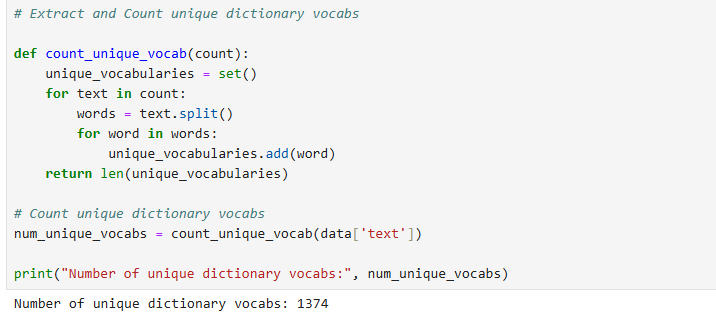 # Extract and Count unique dictionary vocabs

def count_unique_vocab(count):
    unique_vocabularies = set()
    for text in count:
        words = text.split()
        for word in words:
            unique_vocabularies.add(word)
    return len(unique_vocabularies)

# Count unique dictionary vocabs
num_unique_vocabs = count_unique_vocab(data['text'])

print("Number of unique dictionary vocabs:", num_unique_vocabs)
Number of unique dictionary vocabs: 1374